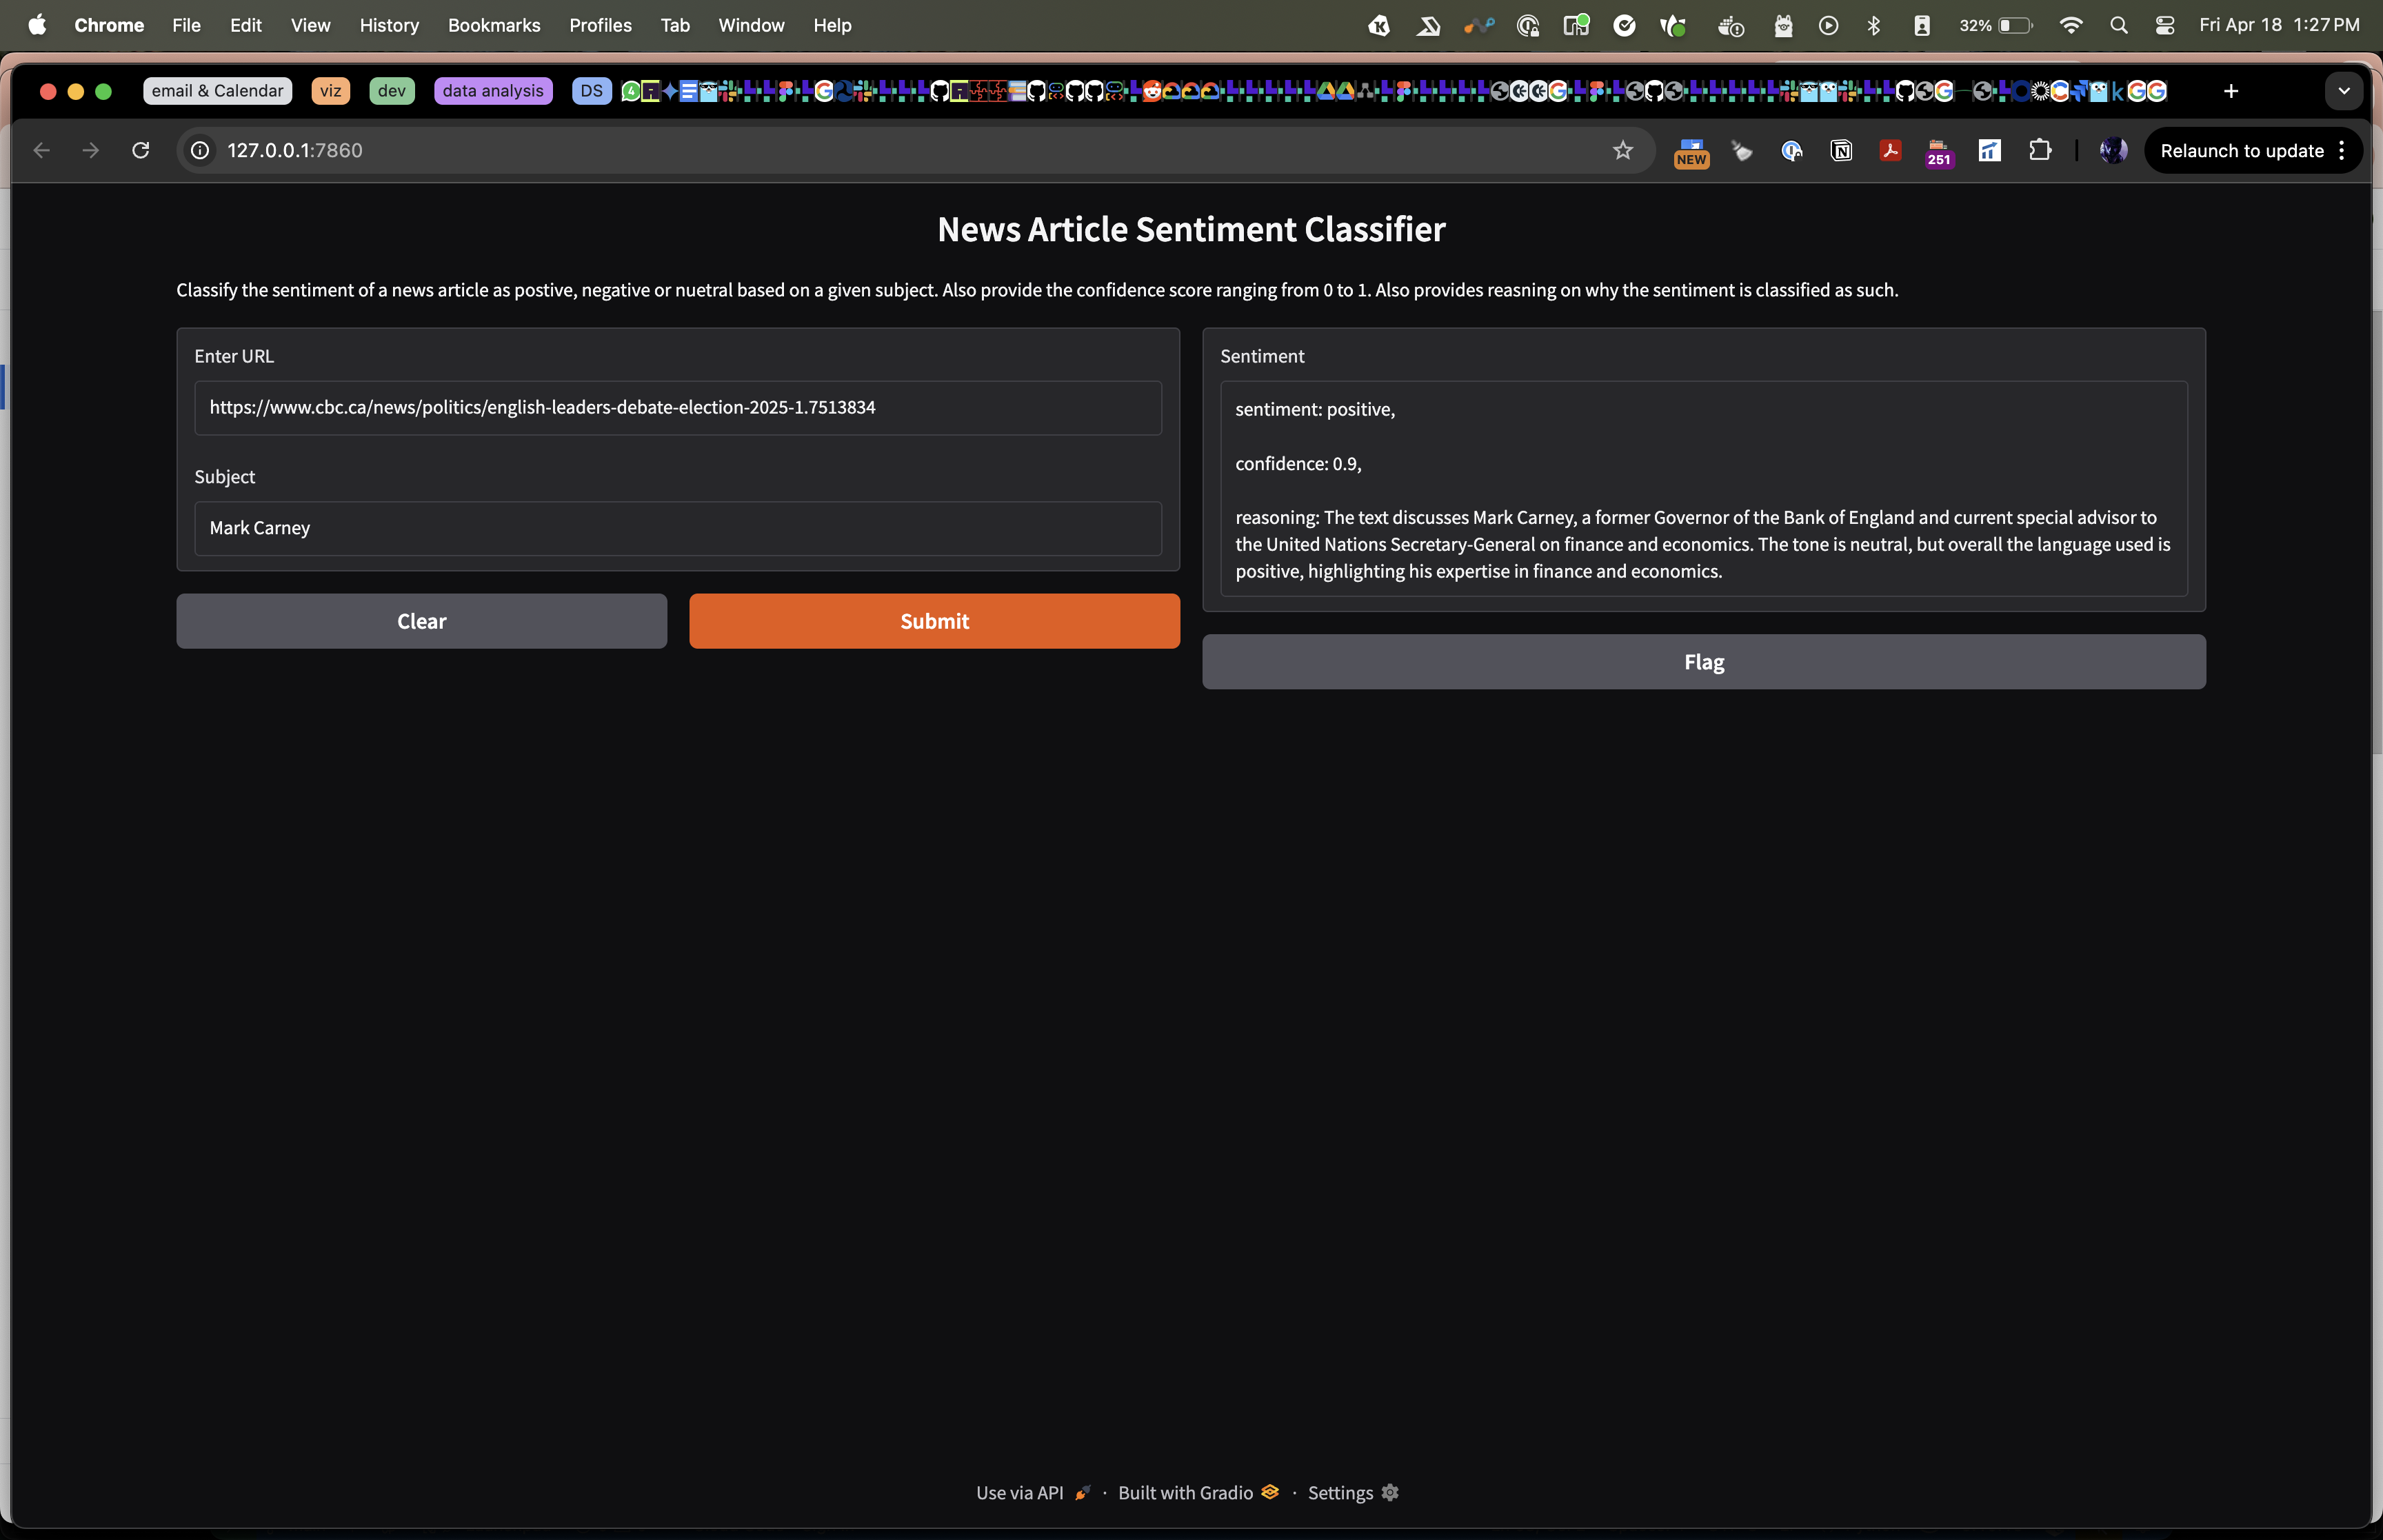 Chrome File Edit View History Bookmarks Profiles Tab Window Help 32% Fri Apr 18 1:27 PM
email & Calendar viz dev data analysis DS
127.0.0.1:7860 NEW 251 Relaunch to update
News Article Sentiment Classifier
Classify the sentiment of a news article as postive, negative or nuetral based on a given subject. Also provide the confidence score ranging from 0 to 1. Also provides reasning on why the sentiment is classified as such.
Enter URL
https://www.cbc.ca/news/politics/english-leaders-debate-election-2025-1.7513834
Subject
Mark Carney
Clear Submit
Sentiment
sentiment: positive,
confidence: 0.9,
reasoning: The text discusses Mark Carney, a former Governor of the Bank of England and current special advisor to
the United Nations Secretary-General on finance and economics. The tone is neutral, but overall the language used is
positive, highlighting his expertise in finance and economics.
Flag
Use via API · Built with Gradio · Settings